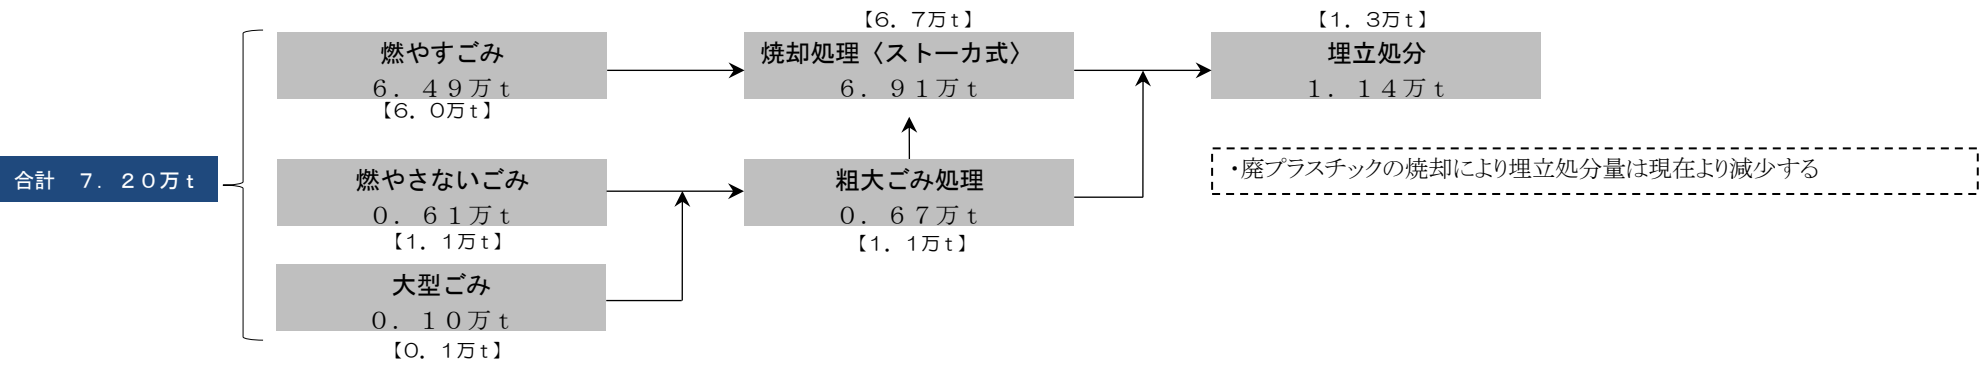 合計　７．２０万ｔ
燃やすごみ
６．４９万ｔ
【６．０万ｔ】
燃やさないごみ
０．６１万ｔ
【１．１万ｔ】
大型ごみ
０．１０万ｔ
【０．１万ｔ】
【６．７万ｔ】
焼却処理〈ストーカ式〉
６．９１万ｔ
粗大ごみ処理
０．６７万ｔ
【１．１万ｔ】
【１．３万ｔ】
埋立処分
１．１４万ｔ
・廃プラスチックの焼却により埋立処分量は現在より減少する